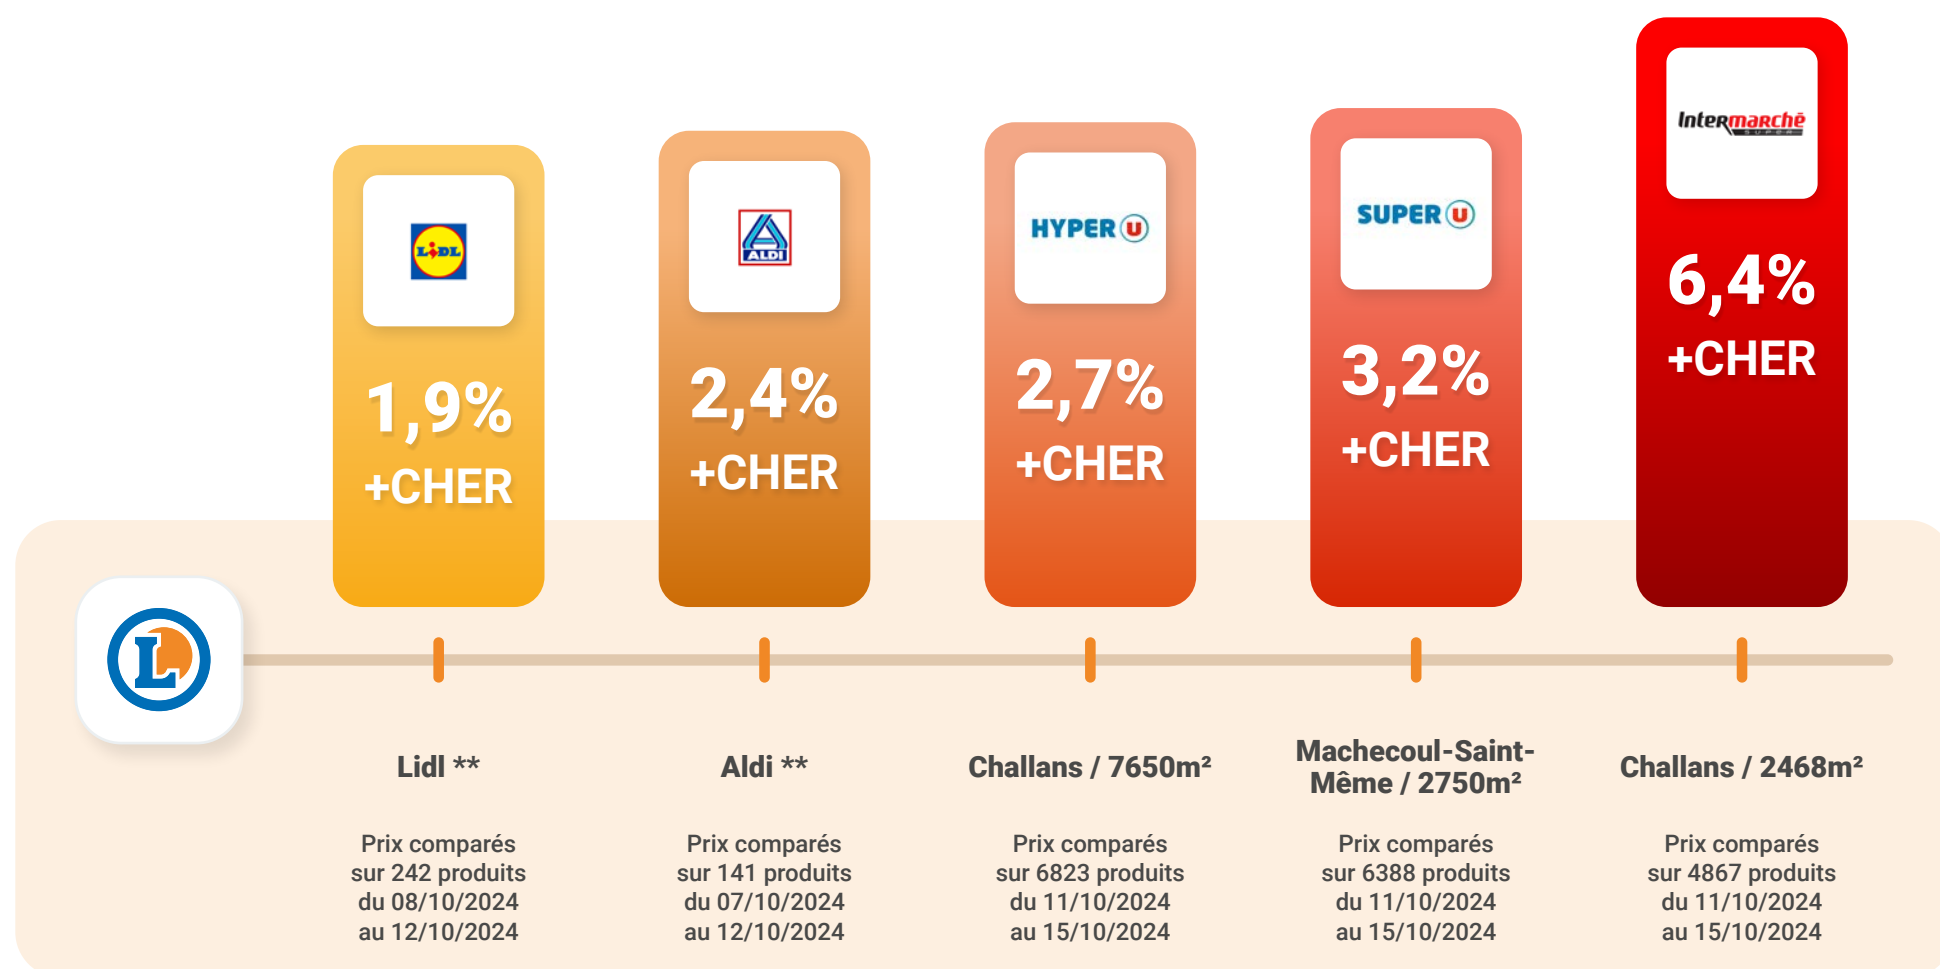 LIDL
1,9%
+CHER
ALDI
2,4%
+CHER
HYPER U
2,7%
+CHER
SUPER U
3,2%
+CHER
Intermarchē
SUPER
6,4%
+CHER
L
Lidl **
Prix comparés
sur 242 produits
du 08/10/2024
au 12/10/2024
Aldi **
Prix comparés
sur 141 produits
du 07/10/2024
au 12/10/2024
Challans / 7650m²
Prix comparés
sur 6823 produits
du 11/10/2024
au 15/10/2024
Machecoul-Saint-
Même / 2750m²
Prix comparés
sur 6388 produits
du 11/10/2024
au 15/10/2024
Challans / 2468m²
Prix comparés
sur 4867 produits
du 11/10/2024
au 15/10/2024